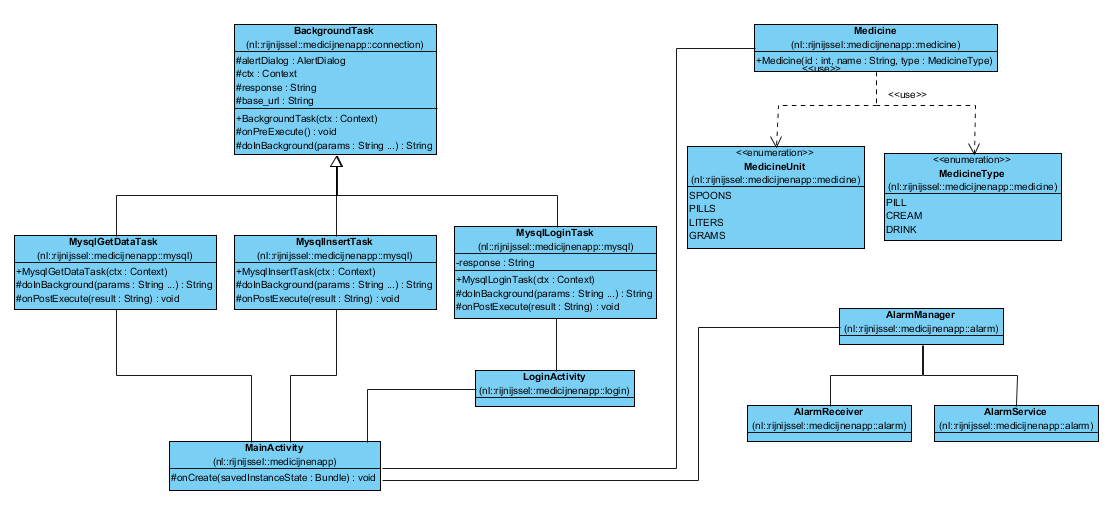 BackgroundTask
(nl::rijnijssel::medicijnenapp::connection)
#alertDialog : AlertDialog
#ctx : Context
#response : String
#base_url : String
+BackgroundTask(ctx : Context)
#onPreExecute() : void
#doInBackground(params : String ...) : String
Medicine
(nl::rijnijssel::medicijnenapp::medicine)
+Medicine(id : int, name : String, type : MedicineType)
<<use>>
<<use>>
<<enumeration>>
MedicineUnit
(nl::rijnijssel::medicijnenapp::medicine)
SPOONS
PILLS
LITERS
GRAMS
<<enumeration>>
MedicineType
(nl::rijnijssel::medicijnenapp::medicine)
PILL
CREAM
DRINK
MysqlGetDataTask
(nl::rijnijssel::medicijnenapp::mysql)
+MysqlGetDataTask(ctx : Context)
#doInBackground(params : String ...) : String
#onPostExecute(result : String) : void
MysqlInsertTask
(nl::rijnijssel::medicijnenapp::mysql)
+MysqlInsertTask(ctx : Context)
#doInBackground(params : String ...) : String
#onPostExecute(result : String) : void
MysqlLoginTask
(nl::rijnijssel::medicijnenapp::mysql)
-response : String
+MysqlLoginTask(ctx : Context)
#doInBackground(params : String ...) : String
#onPostExecute(result : String) : void
AlarmManager
(nl::rijnijssel::medicijnenapp::alarm)
LoginActivity
(nl::rijnijssel::medicijnenapp::login)
AlarmReceiver
(nl::rijnijssel::medicijnenapp::alarm)
AlarmService
(nl::rijnijssel::medicijnenapp::alarm)
MainActivity
(nl::rijnijssel::medicijnenapp)
#onCreate(savedInstanceState : Bundle) : void